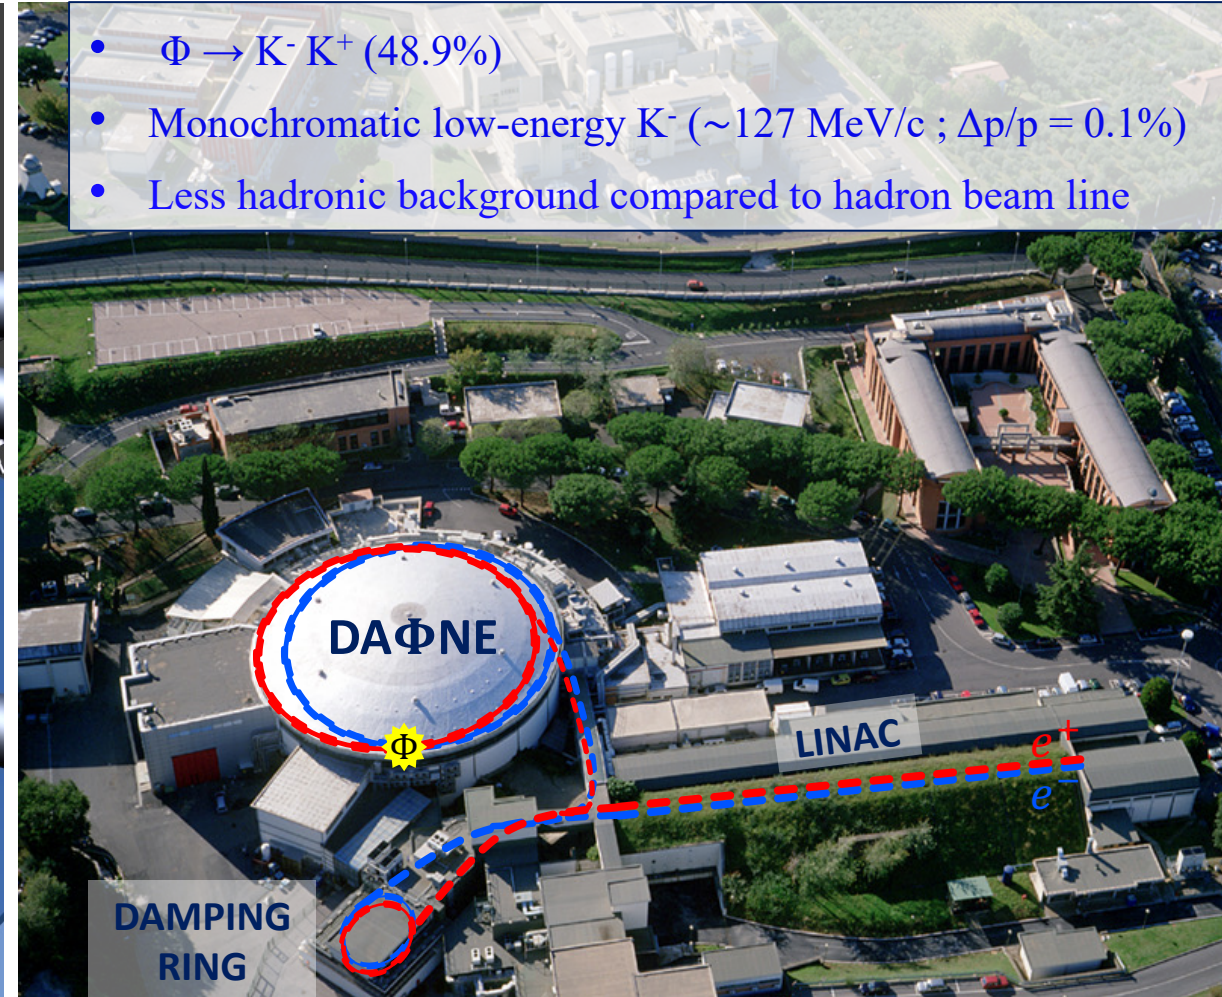 • Φ → K⁻ K⁺ (48.9%)
• Monochromatic low-energy K⁻ (~127 MeV/c ; Δp/p = 0.1%)
• Less hadronic background compared to hadron beam line
DAΦNE
Φ
LINAC
e⁺
e⁻
DAMPING
RING